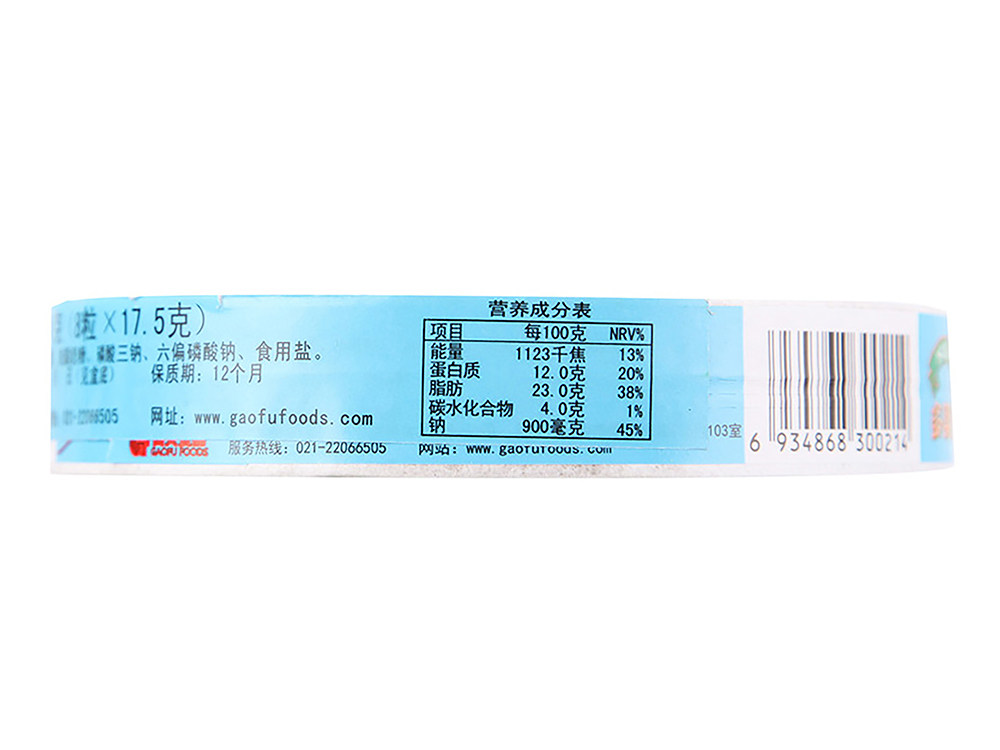 8粒×17.5克）
磷酸三钠、六偏磷酸钠、食用盐。
（见盒底） 保质期：12个月
22066505 网址：www.gaofufoods.com
GAOFU FOODS 服务热线：021-22066505 网站：www.gaofufoods.com
营养成分表
项目 每100克 NRV%
能量 1123千焦 13%
蛋白质 12.0克 20%
脂肪 23.0克 38%
碳水化合物 4.0克 1%
钠 900毫克 45%
103室
6 934868 300214